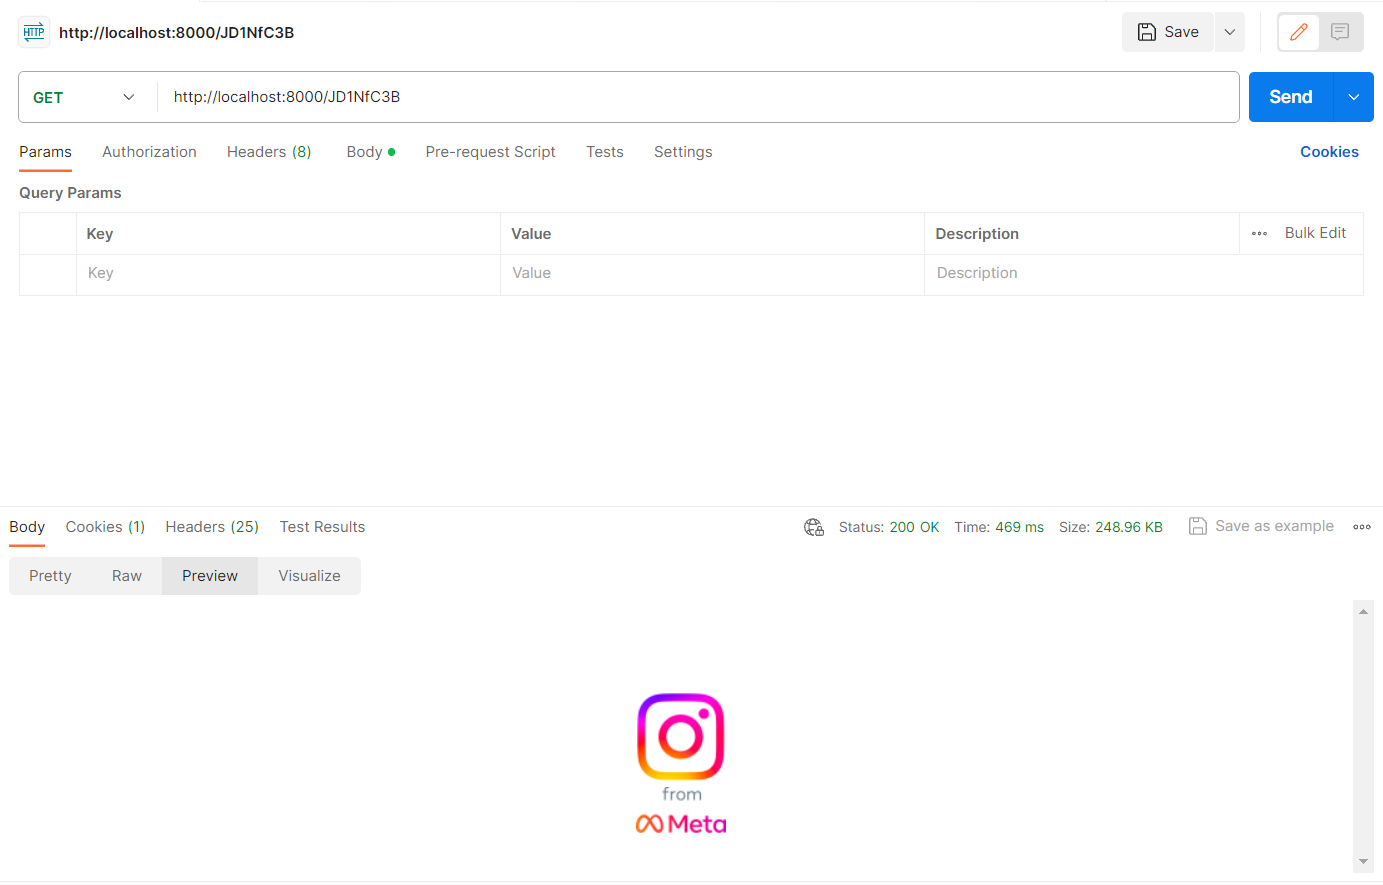 HTTP http://localhost:8000/JD1NfC3B Save
GET http://localhost:8000/JD1NfC3B Send
Params Authorization Headers (8) Body Pre-request Script Tests Settings Cookies
Query Params
Key Value Description Bulk Edit
Key Value Description
Body Cookies (1) Headers (25) Test Results Status: 200 OK Time: 469 ms Size: 248.96 KB Save as example
Pretty Raw Preview Visualize
from
Meta